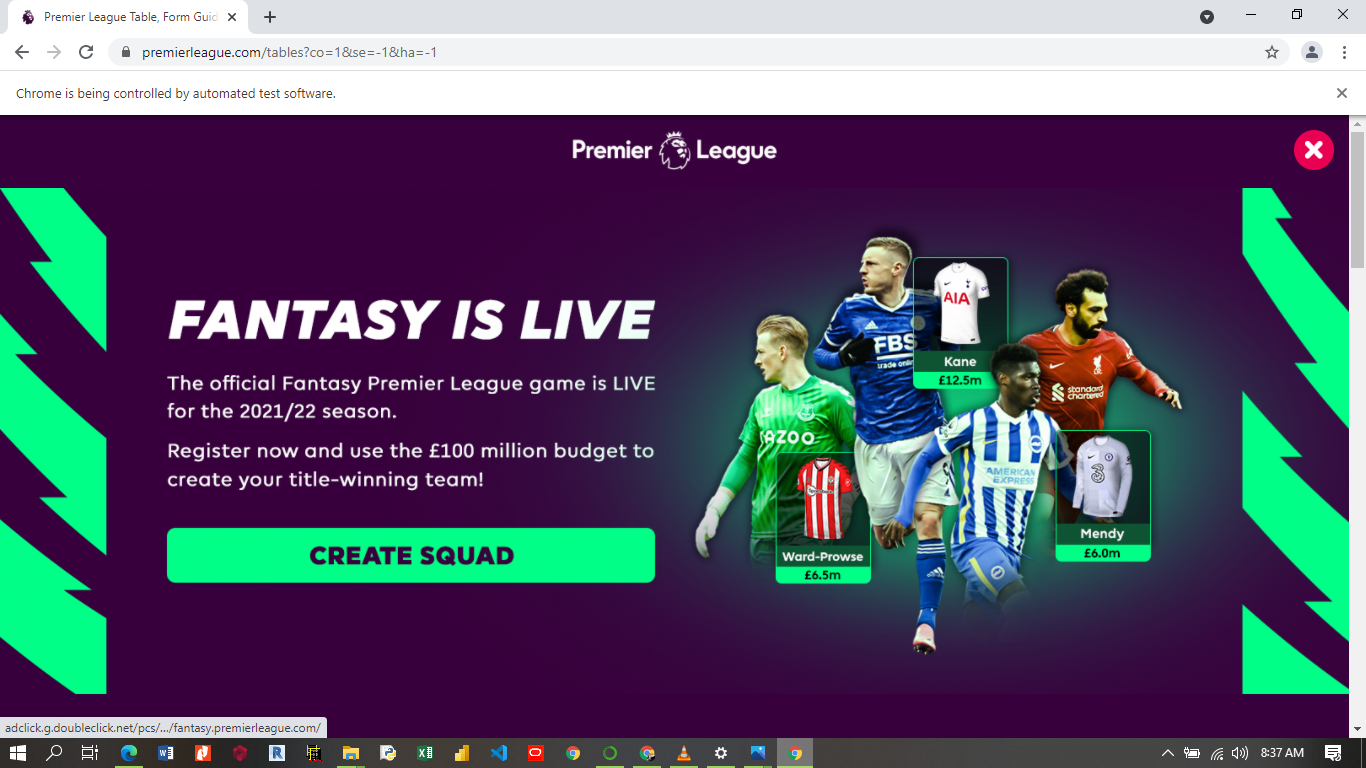 Premier League Table, Form Guid
premierleague.com/tables?co=1&se=-1&ha=-1
Chrome is being controlled by automated test software.
Premier League
FANTASY IS LIVE
The official Fantasy Premier League game is LIVE
for the 2021/22 season.
Register now and use the £100 million budget to
create your title-winning team!
CREATE SQUAD
AIA
Kane
£12.5m
FBS
trade onlin
standard
chartered
AZOO
AMERICAN
EXPRESS
3
Mendy
£6.0m
Ward-Prowse
£6.5m
adclick.g.doubleclick.net/pcs/.../fantasy.premierleague.com/
8:37 AM